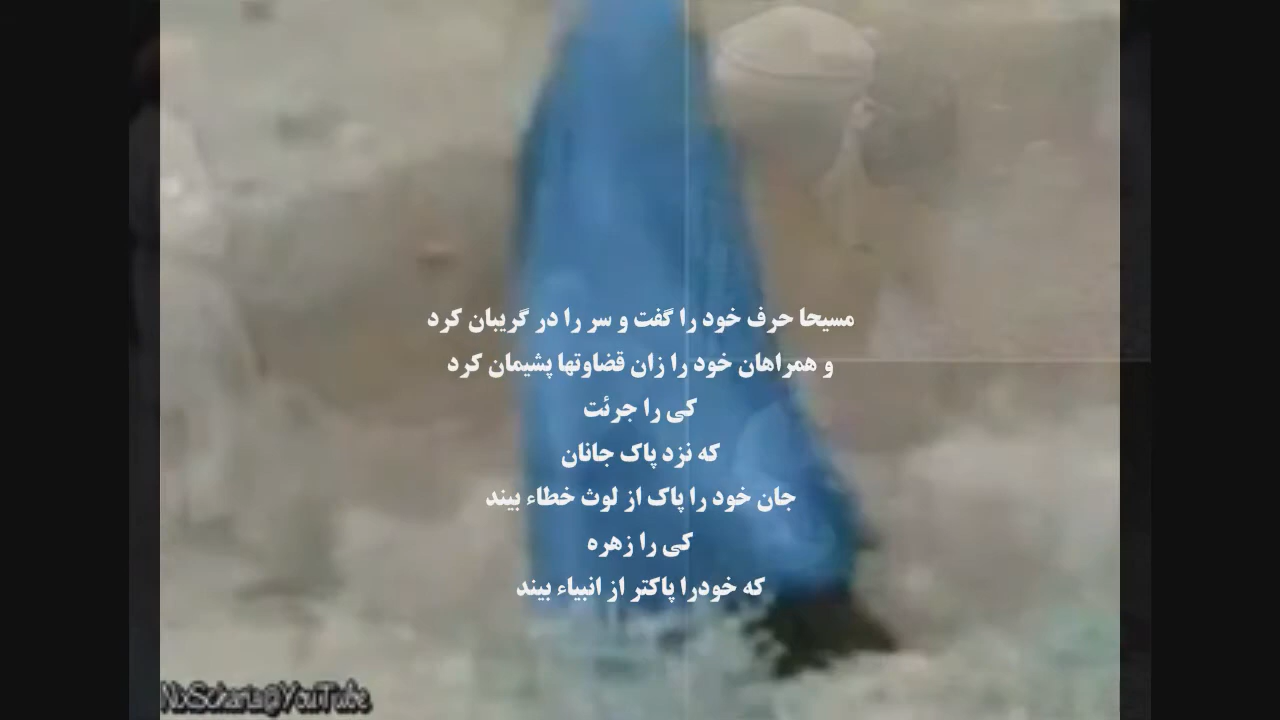 مسیحا حرف خود را گفت و سر را در گریبان کرد
و همراهان خود را زان قضاوتها پشیمان کرد
کی را جرئت
که نزد پاک جانان
جان خود را پاک از لوث خطاء بیند
کی را زهره
که خودرا پاکتر از انبیاء بیند
NoScharia@YouTube